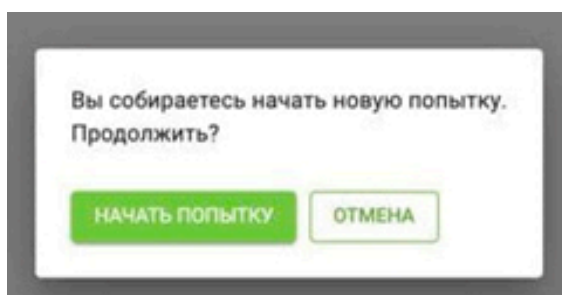 Вы собираетесь начать новую попытку.
Продолжить?
НАЧАТЬ ПОПЫТКУ ОТМЕНА